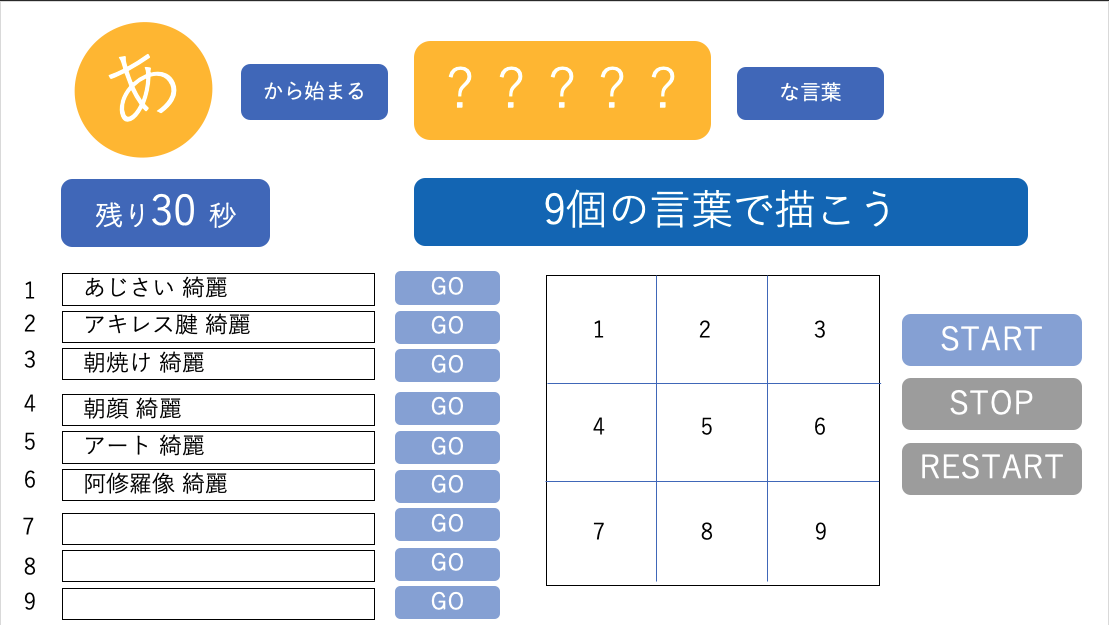 あ から始まる ？？？？？ な言葉
残り30 秒 9個の言葉で描こう
1 あじさい 綺麗 GO
2 アキレス腱 綺麗 GO
3 朝焼け 綺麗 GO
4 朝顔 綺麗 GO
5 アート 綺麗 GO
6 阿修羅像 綺麗 GO
7 GO
8 GO
9 GO
1 2 3
4 5 6
7 8 9
START
STOP
RESTART